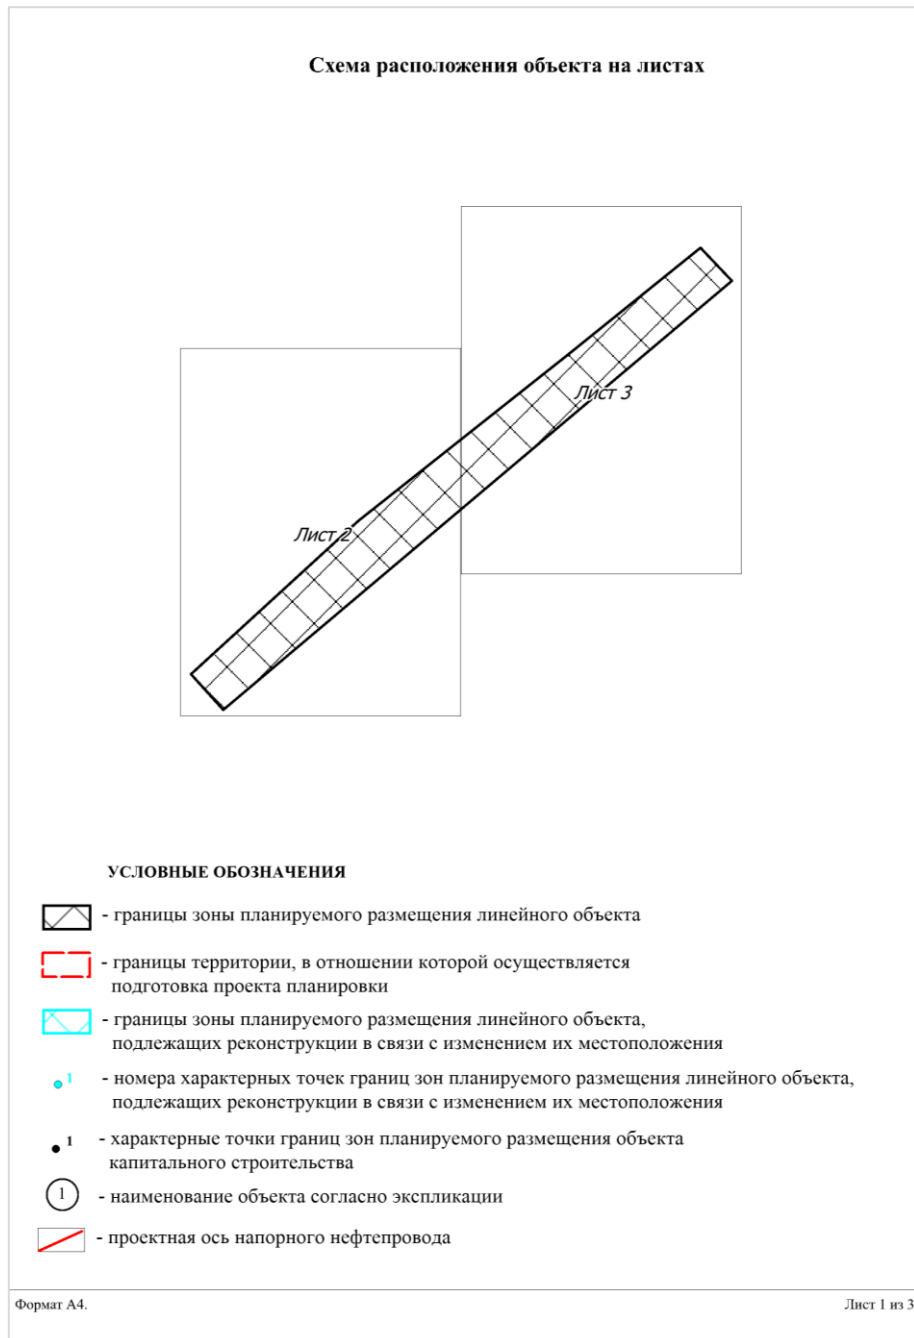 Схема расположения объекта на листах
Лист 3
Лист 2
УСЛОВНЫЕ ОБОЗНАЧЕНИЯ
- границы зоны планируемого размещения линейного объекта
- границы территории, в отношении которой осуществляется
подготовка проекта планировки
- границы зоны планируемого размещения линейного объекта,
подлежащих реконструкции в связи с изменением их местоположения
1 - номера характерных точек границ зон планируемого размещения линейного объекта,
подлежащих реконструкции в связи с изменением их местоположения
1 - характерные точки границ зон планируемого размещения объекта
капитального строительства
1 - наименование объекта согласно экспликации
- проектная ось напорного нефтепровода
Формат А4. Лист 1 из 3